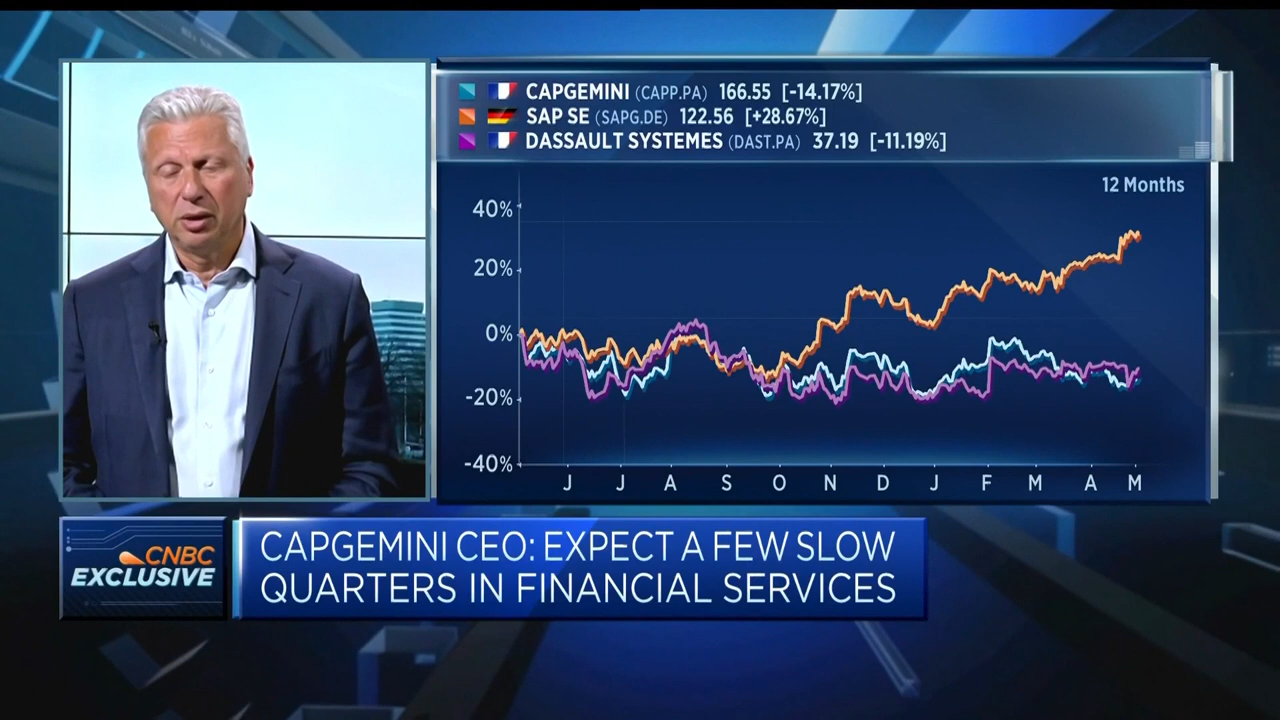 CAPGEMINI (CAPP.PA) 166.55 [-14.17%]
SAP SE (SAPG.DE) 122.56 [+28.67%]
DASSAULT SYSTEMES (DAST.PA) 37.19 [-11.19%]
12 Months
40%
20%
0%
-20%
-40%
J J A S O N D J F M A M
CNBC
EXCLUSIVE
CAPGEMINI CEO: EXPECT A FEW SLOW
QUARTERS IN FINANCIAL SERVICES